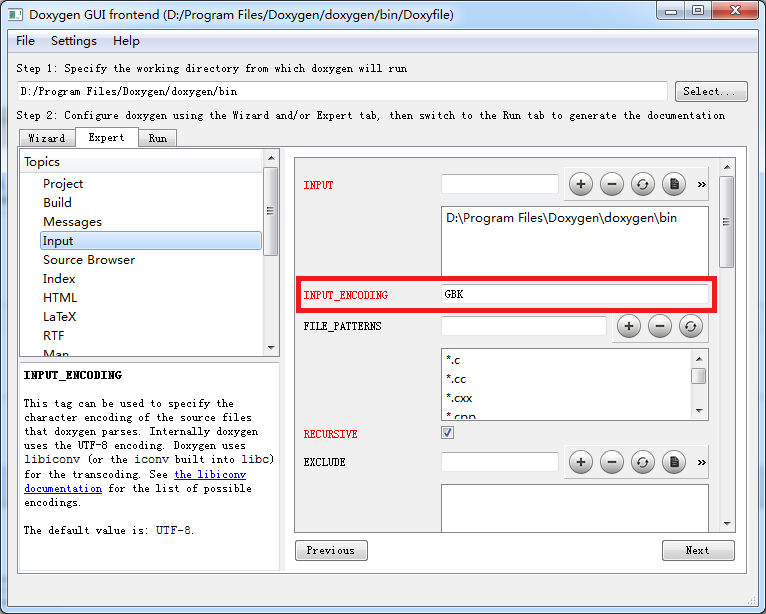 Doxygen GUI frontend (D:/Program Files/Doxygen/doxygen/bin/Doxyfile)
File Settings Help
Step 1: Specify the working directory from which doxygen will run
D:/Program Files/Doxygen/doxygen/bin
Select...
Step 2: Configure doxygen using the Wizard and/or Expert tab, then switch to the Run tab to generate the documentation
Wizard Expert Run
Topics
Project
Build
Messages
Input
Source Browser
Index
HTML
LaTeX
RTF
Man
INPUT_ENCODING
This tag can be used to specify the
character encoding of the source files
that doxygen parses. Internally doxygen
uses the UTF-8 encoding. Doxygen uses
libiconv (or the iconv built into libc)
for the transcoding. See the libiconv
documentation for the list of possible
encodings.
The default value is: UTF-8.
INPUT
D:\Program Files\Doxygen\doxygen\bin
INPUT_ENCODING GBK
FILE_PATTERNS
*.c
*.cc
*.cxx
*.cpp
RECURSIVE
EXCLUDE
Previous Next